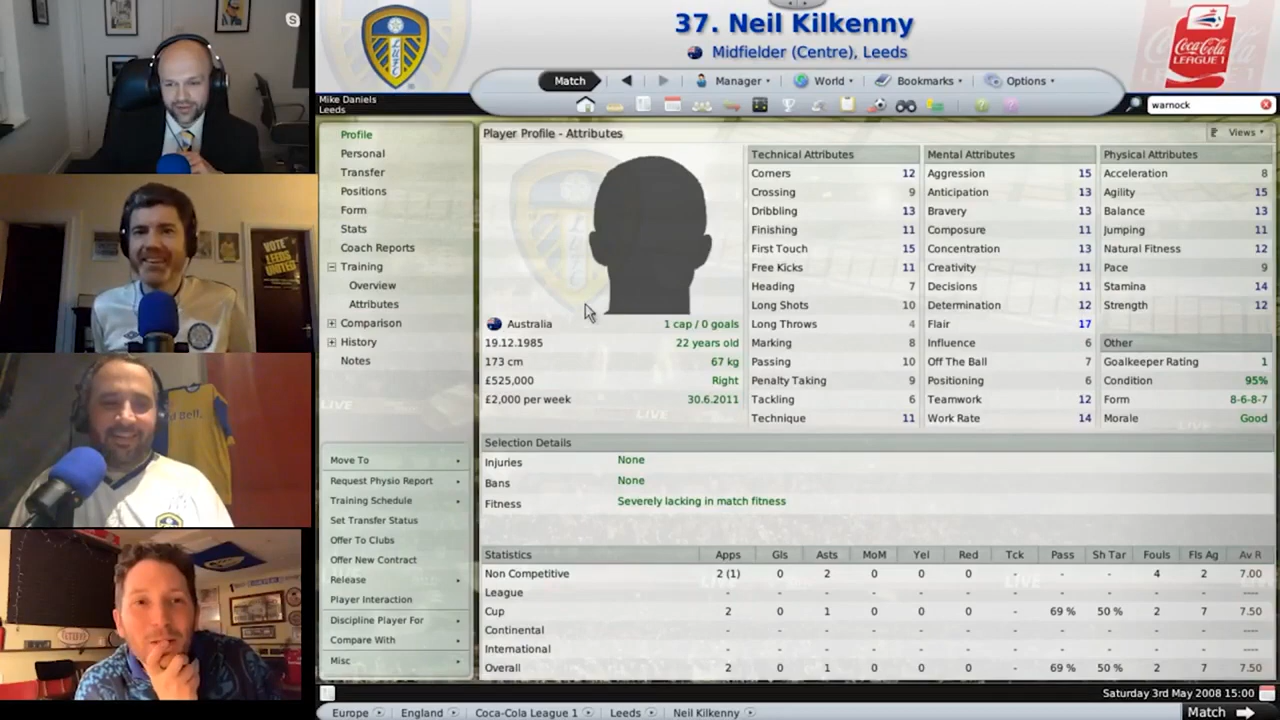 37. Neil Kilkenny
Midfielder (Centre), Leeds
Coca-Cola
LEAGUE 1
LUFC
Match
Manager
World
Bookmarks
Options
Mike Daniels
Leeds
warnock
Profile
Personal
Transfer
Positions
Form
Stats
Coach Reports
Training
Overview
Attributes
Comparison
History
Notes
Move To
Request Physio Report
Training Schedule
Set Transfer Status
Offer To Clubs
Offer New Contract
Release
Player Interaction
Discipline Player For
Compare With
Misc
Player Profile - Attributes
Views
Australia 1 cap / 0 goals
19.12.1985 22 years old
173 cm 67 kg
£525,000 Right
£2,000 per week 30.6.2011
Technical Attributes
Corners 12
Crossing 9
Dribbling 13
Finishing 11
First Touch 15
Free Kicks 11
Heading 7
Long Shots 10
Long Throws 4
Marking 8
Passing 10
Penalty Taking 9
Tackling 6
Technique 11
Mental Attributes
Aggression 15
Anticipation 13
Bravery 13
Composure 11
Concentration 13
Creativity 11
Decisions 11
Determination 12
Flair 17
Influence 6
Off The Ball 7
Positioning 6
Teamwork 12
Work Rate 14
Physical Attributes
Acceleration 8
Agility 15
Balance 13
Jumping 11
Natural Fitness 12
Pace 9
Stamina 14
Strength 12
Other
Goalkeeper Rating 1
Condition 95%
Form 8-6-8-7
Morale Good
Selection Details
Injuries None
Bans None
Fitness Severely lacking in match fitness
Statistics Apps Gls Asts MoM Yel Red Tck Pass Sh Tar Fouls Fls Ag Av R
Non Competitive 2 (1) 0 2 0 0 0 - - - 4 2 7.00
League - - - - - - - - - - - ----
Cup 2 0 1 0 0 0 - 69 % 50 % 2 7 7.50
Continental - - - - - - - - - - - ----
International - - - - - - - - - - - ----
Overall 2 0 1 0 0 0 - 69 % 50 % 2 7 7.50
Saturday 3rd May 2008 15:00
Europe England Coca-Cola League 1 Leeds Neil Kilkenny
Match
VOTE
LEEDS
UNITED